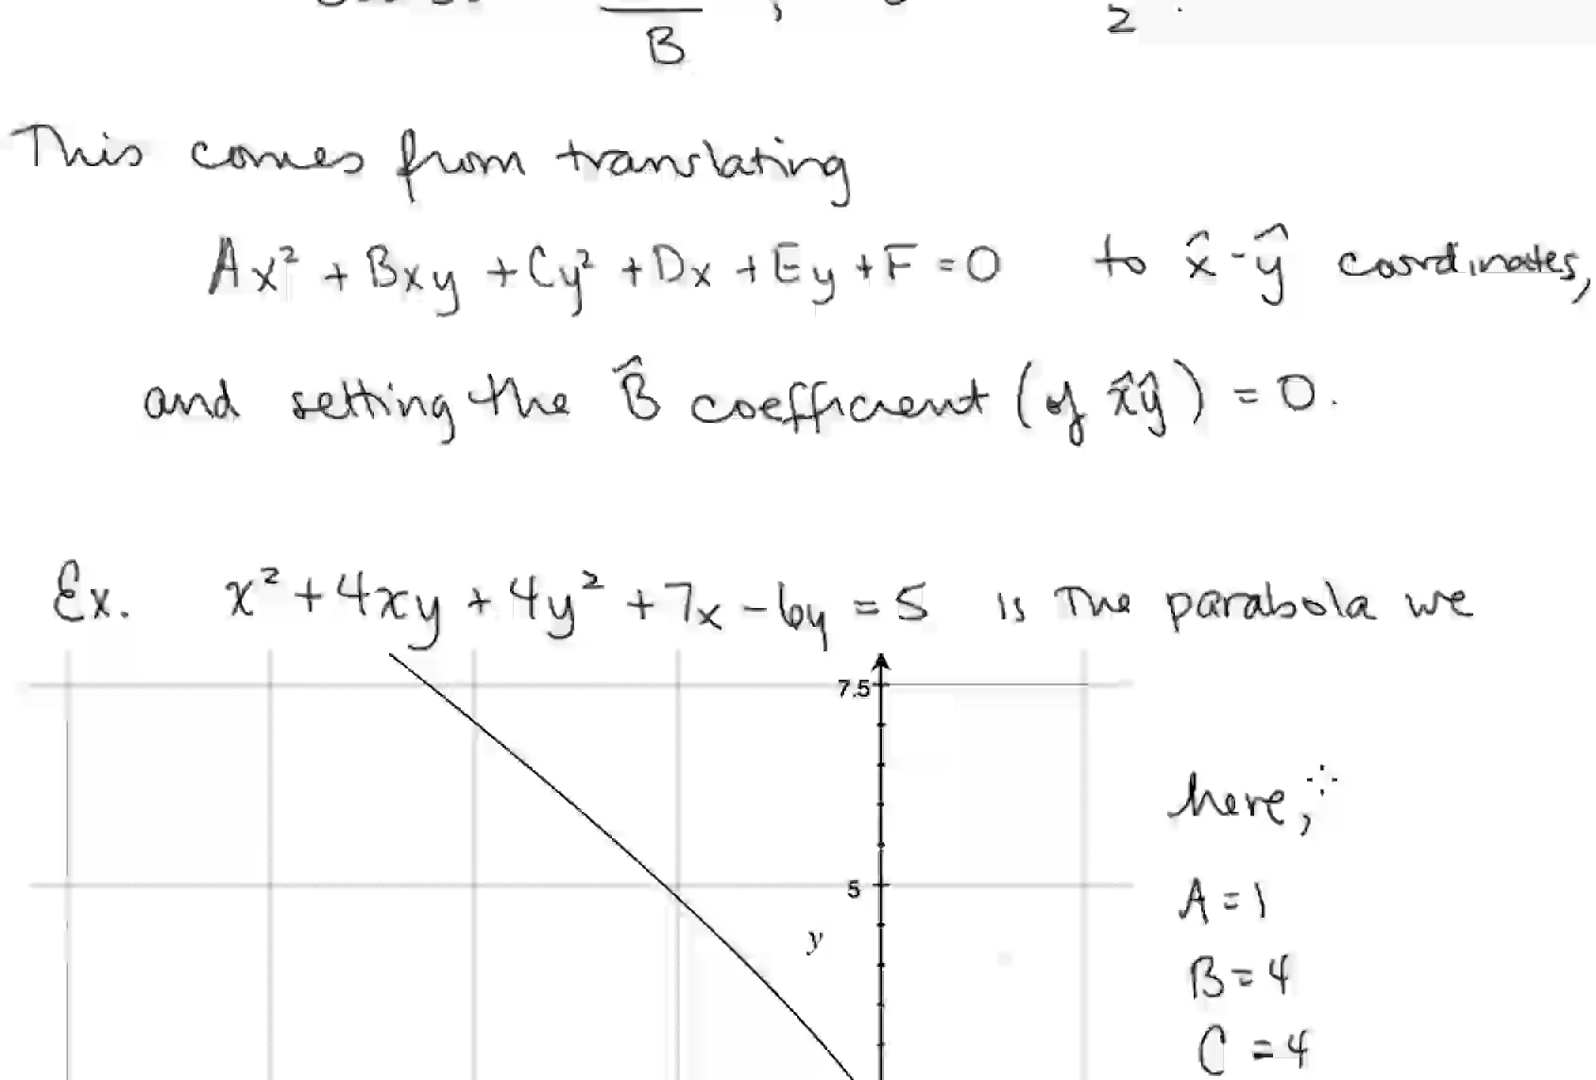 B , 2.
This comes from translating
Ax² + Bxy + Cy² + Dx + Ey + F = 0 to x̂-ŷ coordinates,
and setting the B̂ coefficient (of x̂ŷ) = 0.
Ex. x² + 4xy + 4y² + 7x - 6y = 5 is the parabola we
7.5
here,
5
A = 1
y
B = 4
C = 4